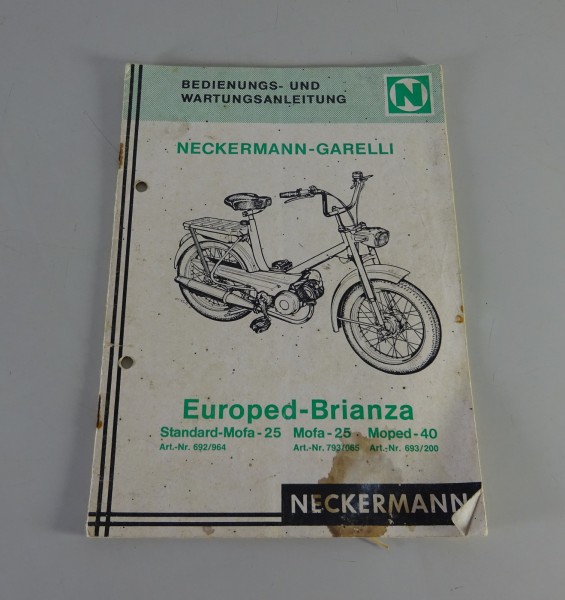 BEDIENUNGS- UND
WARTUNGSANLEITUNG
N
NECKERMANN-GARELLI
Europed-Brianza
Standard-Mofa-25 Mofa-25 Moped-40
Art.-Nr. 692/964 Art.-Nr. 793/065 Art.-Nr. 693/200
NECKERMANN